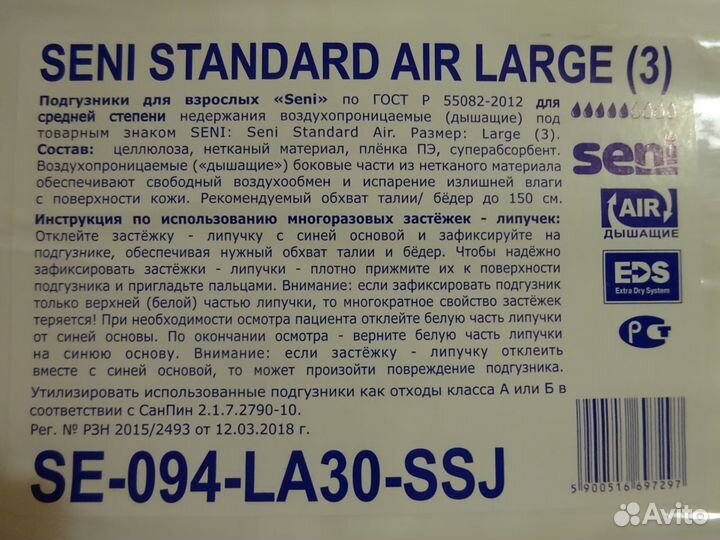 SENI STANDARD AIR LARGE (3)
Подгузники для взрослых «Seni» по ГОСТ Р 55082-2012 для
средней степени недержания воздухопроницаемые (дышащие) под
товарным знаком SENI: Seni Standard Air. Размер: Large (3).
Состав: целлюлоза, нетканый материал, плёнка ПЭ, суперабсорбент.
Воздухопроницаемые («дышащие») боковые части из нетканого материала
обеспечивают свободный воздухообмен и испарение излишней влаги
с поверхности кожи. Рекомендуемый обхват талии/ бёдер до 150 см.
seni
AIR
ДЫШАЩИЕ
Инструкция по использованию многоразовых застёжек - липучек:
Отклейте застёжку - липучку с синей основой и зафиксируйте на
подгузнике, обеспечивая нужный обхват талии и бёдер. Чтобы надёжно
зафиксировать застёжки - липучки - плотно прижмите их к поверхности
подгузника и пригладьте пальцами. Внимание: если зафиксировать подгузник
только верхней (белой) частью липучки, то многократное свойство застёжек
теряется! При необходимости осмотра пациента отклейте белую часть липучки
от синей основы. По окончании осмотра - верните белую часть липучки
на синюю основу. Внимание: если застёжку - липучку отклеить
вместе с синей основой, то может произойти повреждение подгузника.
EDS
Extra Dry System
РСТ
Утилизировать использованные подгузники как отходы класса А или Б в
соответствии с СанПин 2.1.7.2790-10.
Рег. № РЗН 2015/2493 от 12.03.2018 г.
SE-094-LA30-SSJ
5 900516 697297
Avito